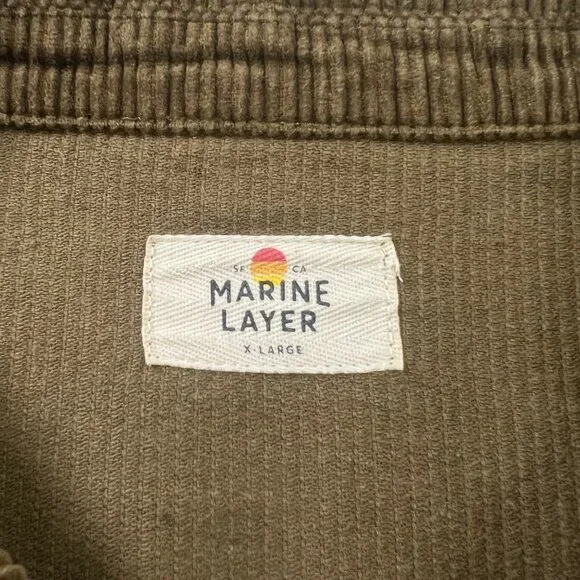 SF CA
MARINE
LAYER
X-LARGE